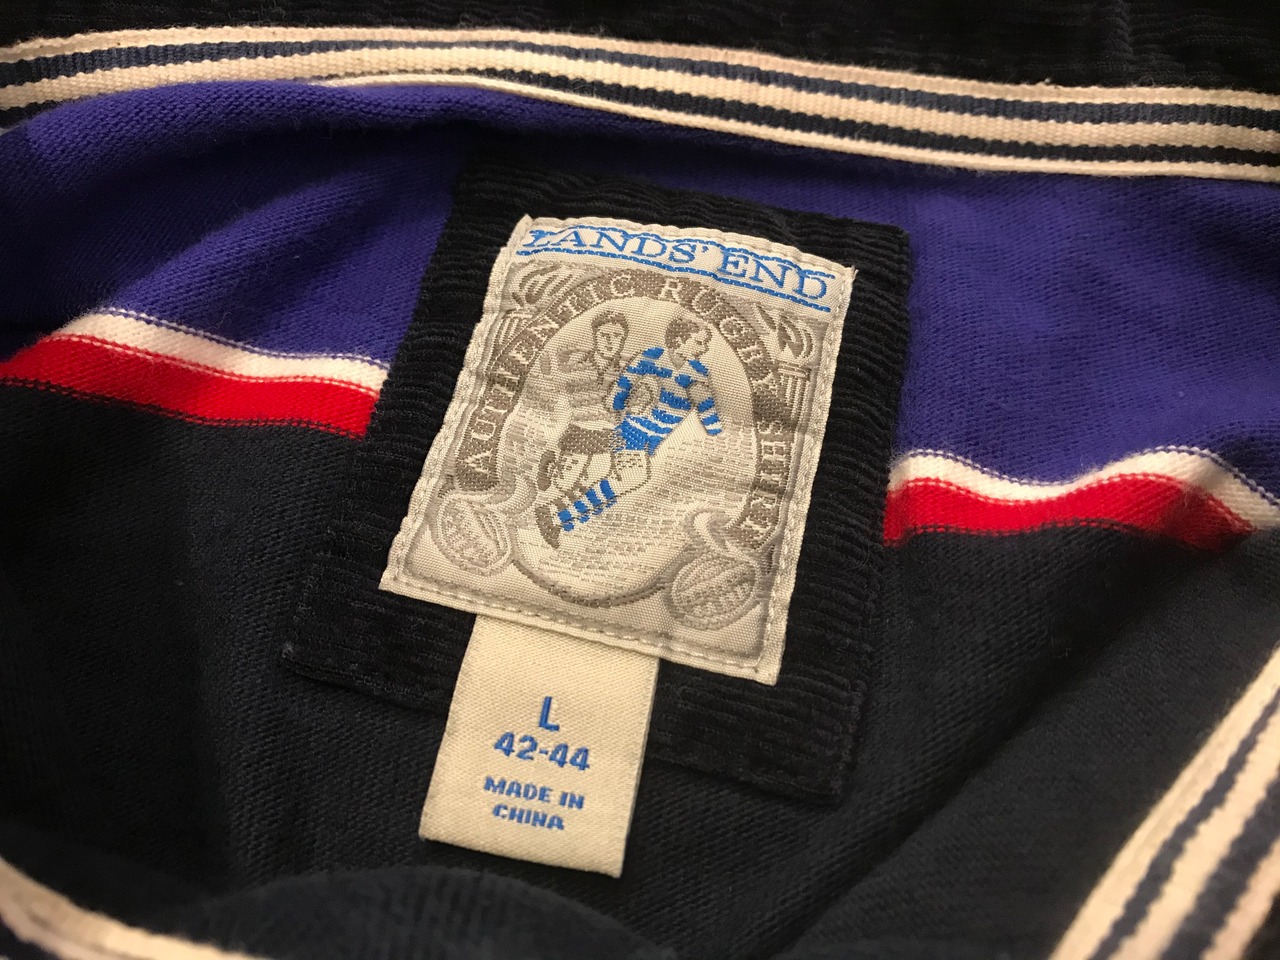 LANDS' END
AUTHENTIC RUGBY SHIRT
L
42-44
MADE IN
CHINA